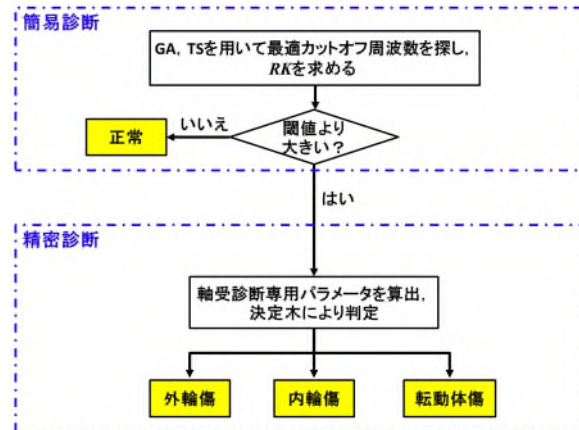 簡易診断
GA, TSを用いて最適カットオフ周波数を探し,
RKを求める
閾値より
大きい?
いいえ
正常
はい
精密診断
軸受診断専用パラメータを算出,
決定木により判定
外輪傷
内輪傷
転動体傷